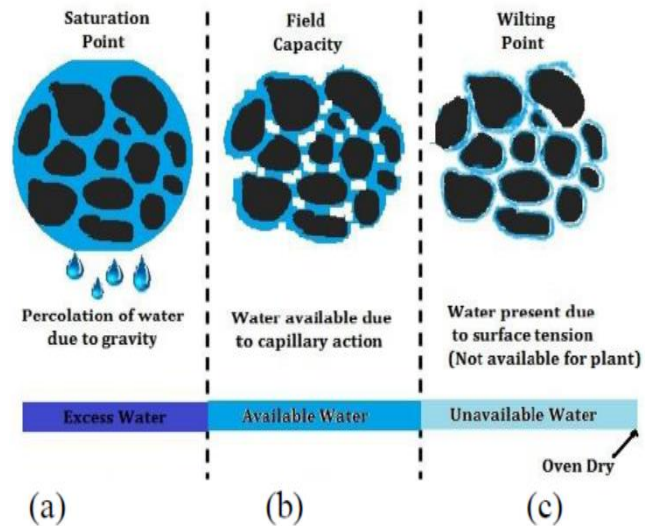 Saturation
Point
Field
Capacity
Wilting
Point
Percolation of water
due to gravity
Water available due
to capillary action
Water present due
to surface tension
(Not available for plant)
Excess Water
Available Water
Unavailable Water
Oven Dry
(a)
(b)
(c)